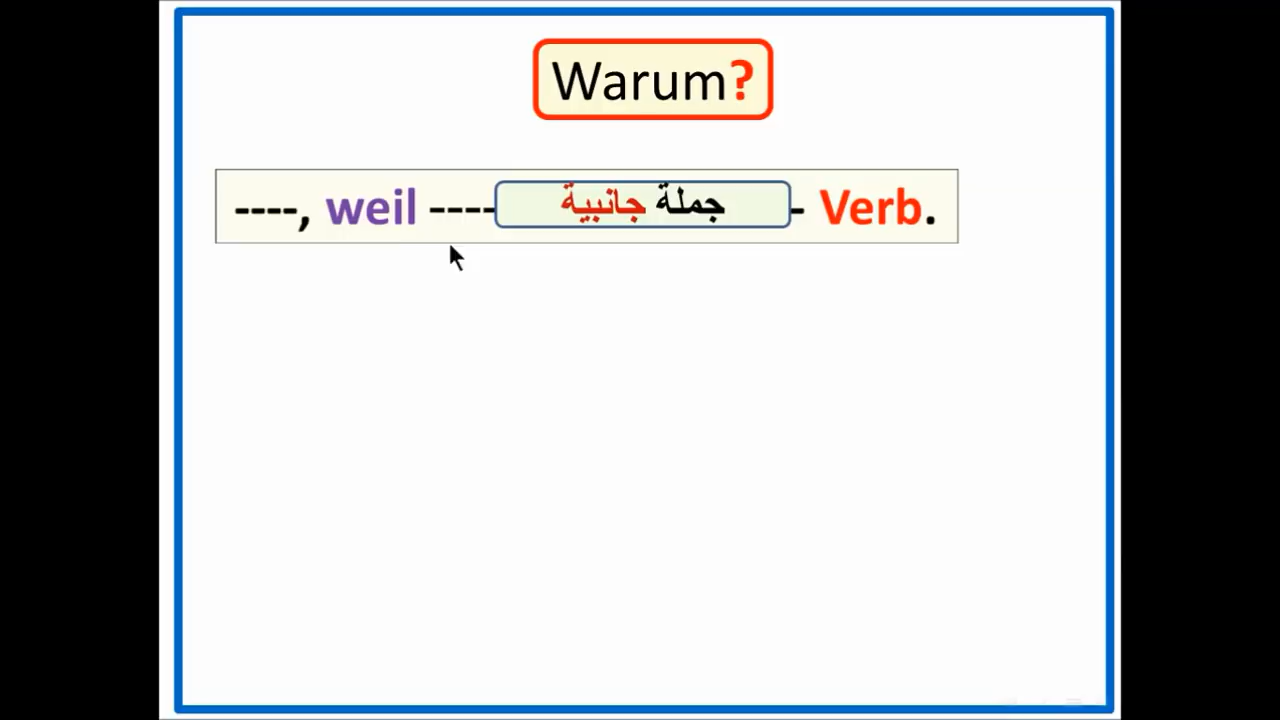 Warum?
----, weil ---- جملة جانبية - Verb.